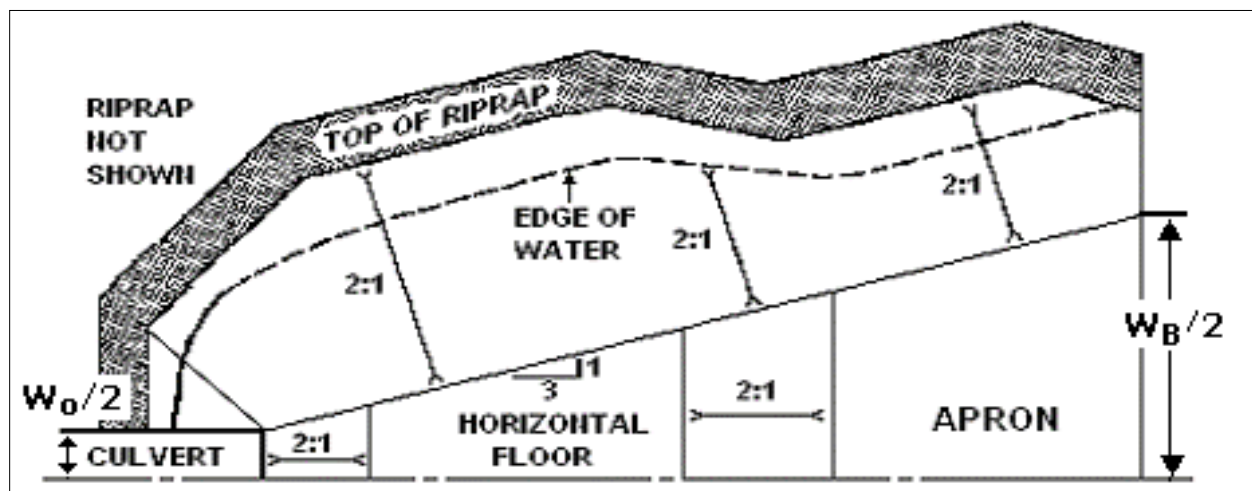 RIPRAP
NOT
SHOWN
TOP OF RIPRAP
EDGE OF
WATER
2:1
2:1
2:1
W₀/2
CULVERT
2:1
3
1
HORIZONTAL
FLOOR
2:1
APRON
W_B/2